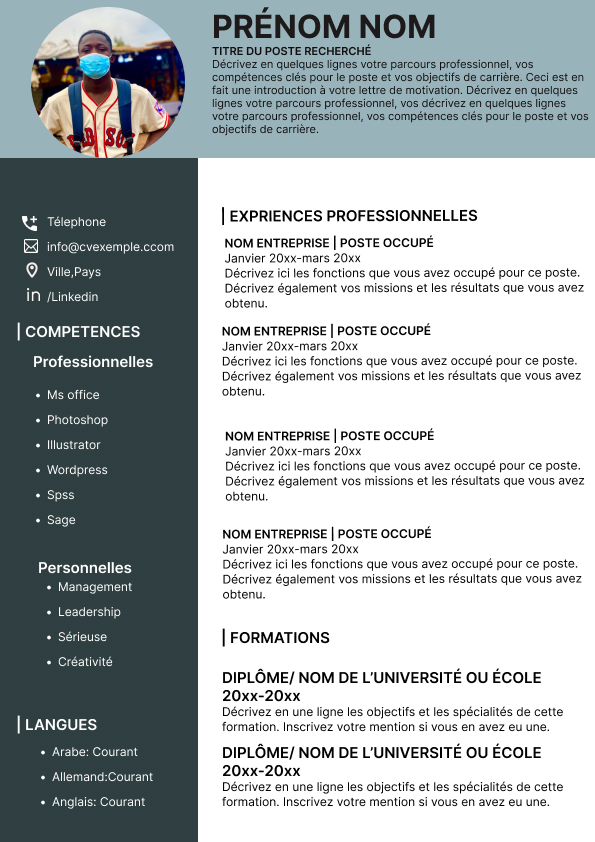 PRÉNOM NOM
TITRE DU POSTE RECHERCHÉ
Décrivez en quelques lignes votre parcours professionnel, vos
compétences clés pour le poste et vos objectifs de carrière. Ceci est en
fait une introduction à votre lettre de motivation. Décrivez en quelques
lignes votre parcours professionnel, vos décrivez en quelques lignes
votre parcours professionnel, vos compétences clés pour le poste et vos
objectifs de carrière.
RED SOX
Télephone
info@cvexemple.ccom
Ville,Pays
in /Linkedin
| COMPETENCES
Professionnelles
• Ms office
• Photoshop
• Illustrator
• Wordpress
• Spss
• Sage
Personnelles
• Management
• Leadership
• Sérieuse
• Créativité
| LANGUES
• Arabe: Courant
• Allemand:Courant
• Anglais: Courant
| EXPRIENCES PROFESSIONNELLES
NOM ENTREPRISE | POSTE OCCUPÉ
Janvier 20xx-mars 20xx
Décrivez ici les fonctions que vous avez occupé pour ce poste.
Décrivez également vos missions et les résultats que vous avez
obtenu.
NOM ENTREPRISE | POSTE OCCUPÉ
Janvier 20xx-mars 20xx
Décrivez ici les fonctions que vous avez occupé pour ce poste.
Décrivez également vos missions et les résultats que vous avez
obtenu.
NOM ENTREPRISE | POSTE OCCUPÉ
Janvier 20xx-mars 20xx
Décrivez ici les fonctions que vous avez occupé pour ce poste.
Décrivez également vos missions et les résultats que vous avez
obtenu.
NOM ENTREPRISE | POSTE OCCUPÉ
Janvier 20xx-mars 20xx
Décrivez ici les fonctions que vous avez occupé pour ce poste.
Décrivez également vos missions et les résultats que vous avez
obtenu.
| FORMATIONS
DIPLÔME/ NOM DE L’UNIVERSITÉ OU ÉCOLE
20xx-20xx
Décrivez en une ligne les objectifs et les spécialités de cette
formation. Inscrivez votre mention si vous en avez eu une.
DIPLÔME/ NOM DE L’UNIVERSITÉ OU ÉCOLE
20xx-20xx
Décrivez en une ligne les objectifs et les spécialités de cette
formation. Inscrivez votre mention si vous en avez eu une.